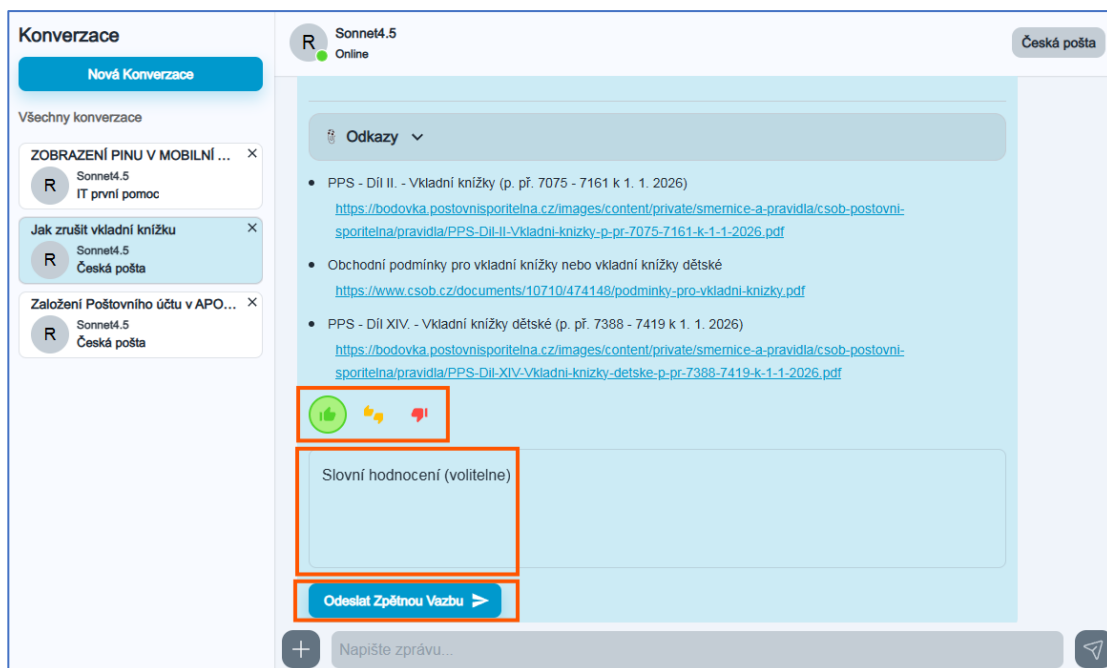 Konverzace
Nová Konverzace
Všechny konverzace
ZOBRAZENÍ PINU V MOBILNÍ ...
R
Sonnet4.5
IT první pomoc
Jak zrušit vkladní knížku
R
Sonnet4.5
Česká pošta
Založení Poštovního účtu v APO...
R
Sonnet4.5
Česká pošta
R
Sonnet4.5
Online
Česká pošta
Odkazy
PPS - Díl II. - Vkladní knížky (p. př. 7075 - 7161 k 1. 1. 2026)
https://bodovka.postovnisporitelna.cz/images/content/private/smernice-a-pravidla/csob-postovni-
sporitelna/pravidla/PPS-Dil-II-Vkladni-knizky-p-pr-7075-7161-k-1-1-2026.pdf
Obchodní podmínky pro vkladní knížky nebo vkladní knížky dětské
https://www.csob.cz/documents/10710/474148/podminky-pro-vkladni-knizky.pdf
PPS - Díl XIV. - Vkladní knížky dětské (p. př. 7388 - 7419 k 1. 1. 2026)
https://bodovka.postovnisporitelna.cz/images/content/private/smernice-a-pravidla/csob-postovni-
sporitelna/pravidla/PPS-Dil-XIV-Vkladni-knizky-detske-p-pr-7388-7419-k-1-1-2026.pdf
Slovní hodnocení (volitelne)
Odeslat Zpětnou Vazbu
Napište zprávu...